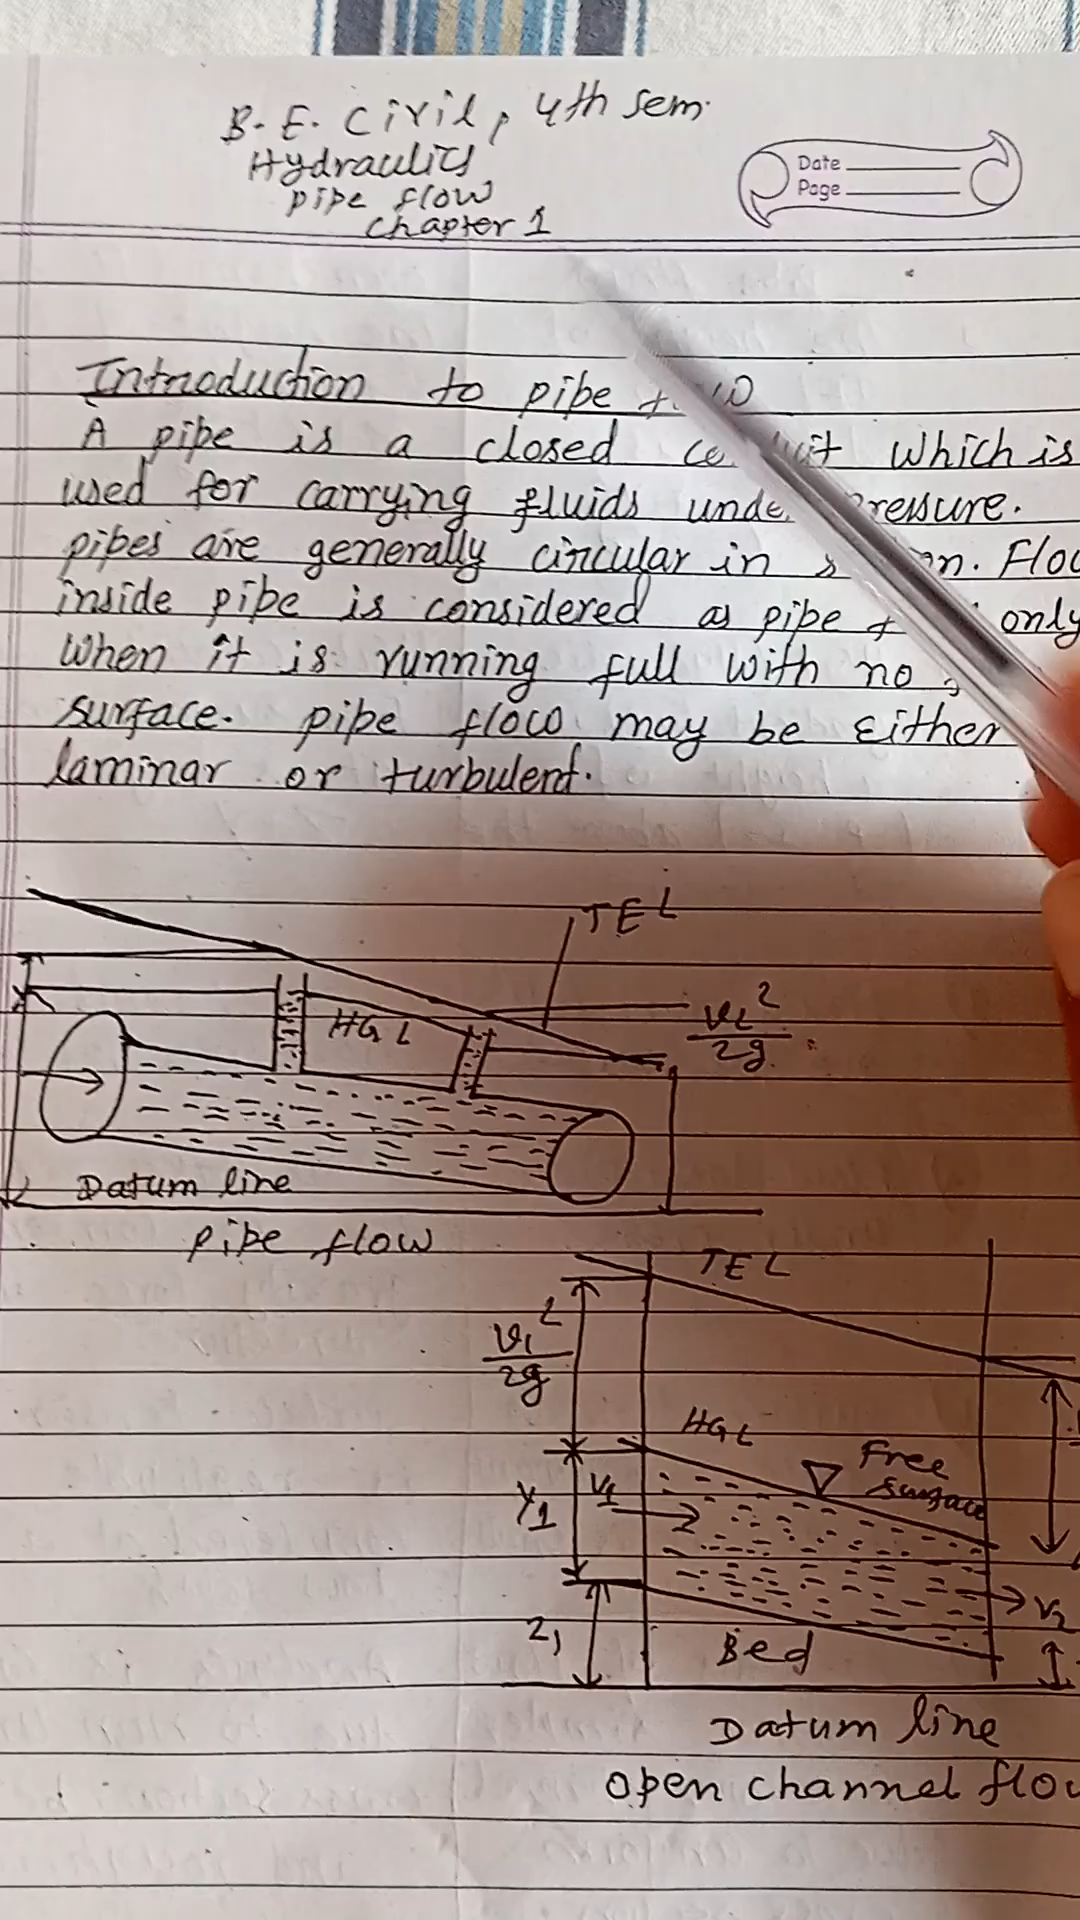 B.E. Civil, 4th sem.
Hydraulics
pipe flow
chapter 1
Date
Page
Introduction to pipe
A pipe is a closed which is
used for carrying fluids
pipes are generally circular in
inside pipe is considered as pipe only
when it is running full with no
surface. pipe flow may be Either
laminar or turbulent.
TEL
HGL
V₂²/2g
Datum line
pipe flow
TEL
V₁²/2g
HGL
Free
surface
Y1
V1
V2
Z1
Bed
Datum line
open channel